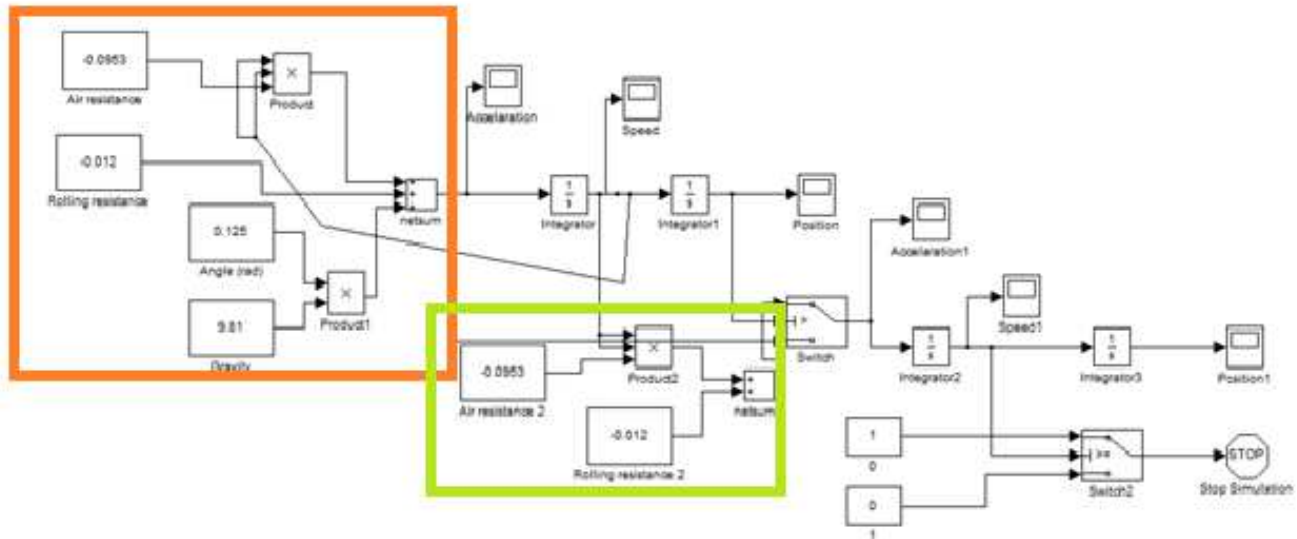 -0.0953
Air resistance
×
Product
Accelaration
Speed
-0.012
Rolling resistance
netsum
1
s
Integrator
1
s
Integrator1
Position
0.125
Angle (rad)
Accelaration1
×
Product1
9.81
Gravity
>
Switch
Speed1
×
Product2
-0.0953
Air resistance 2
netsum
1
s
Integrator2
1
s
Integrator3
Position1
-0.012
Rolling resistance 2
1
0
>=
Switch2
STOP
Stop Simulation
0
1